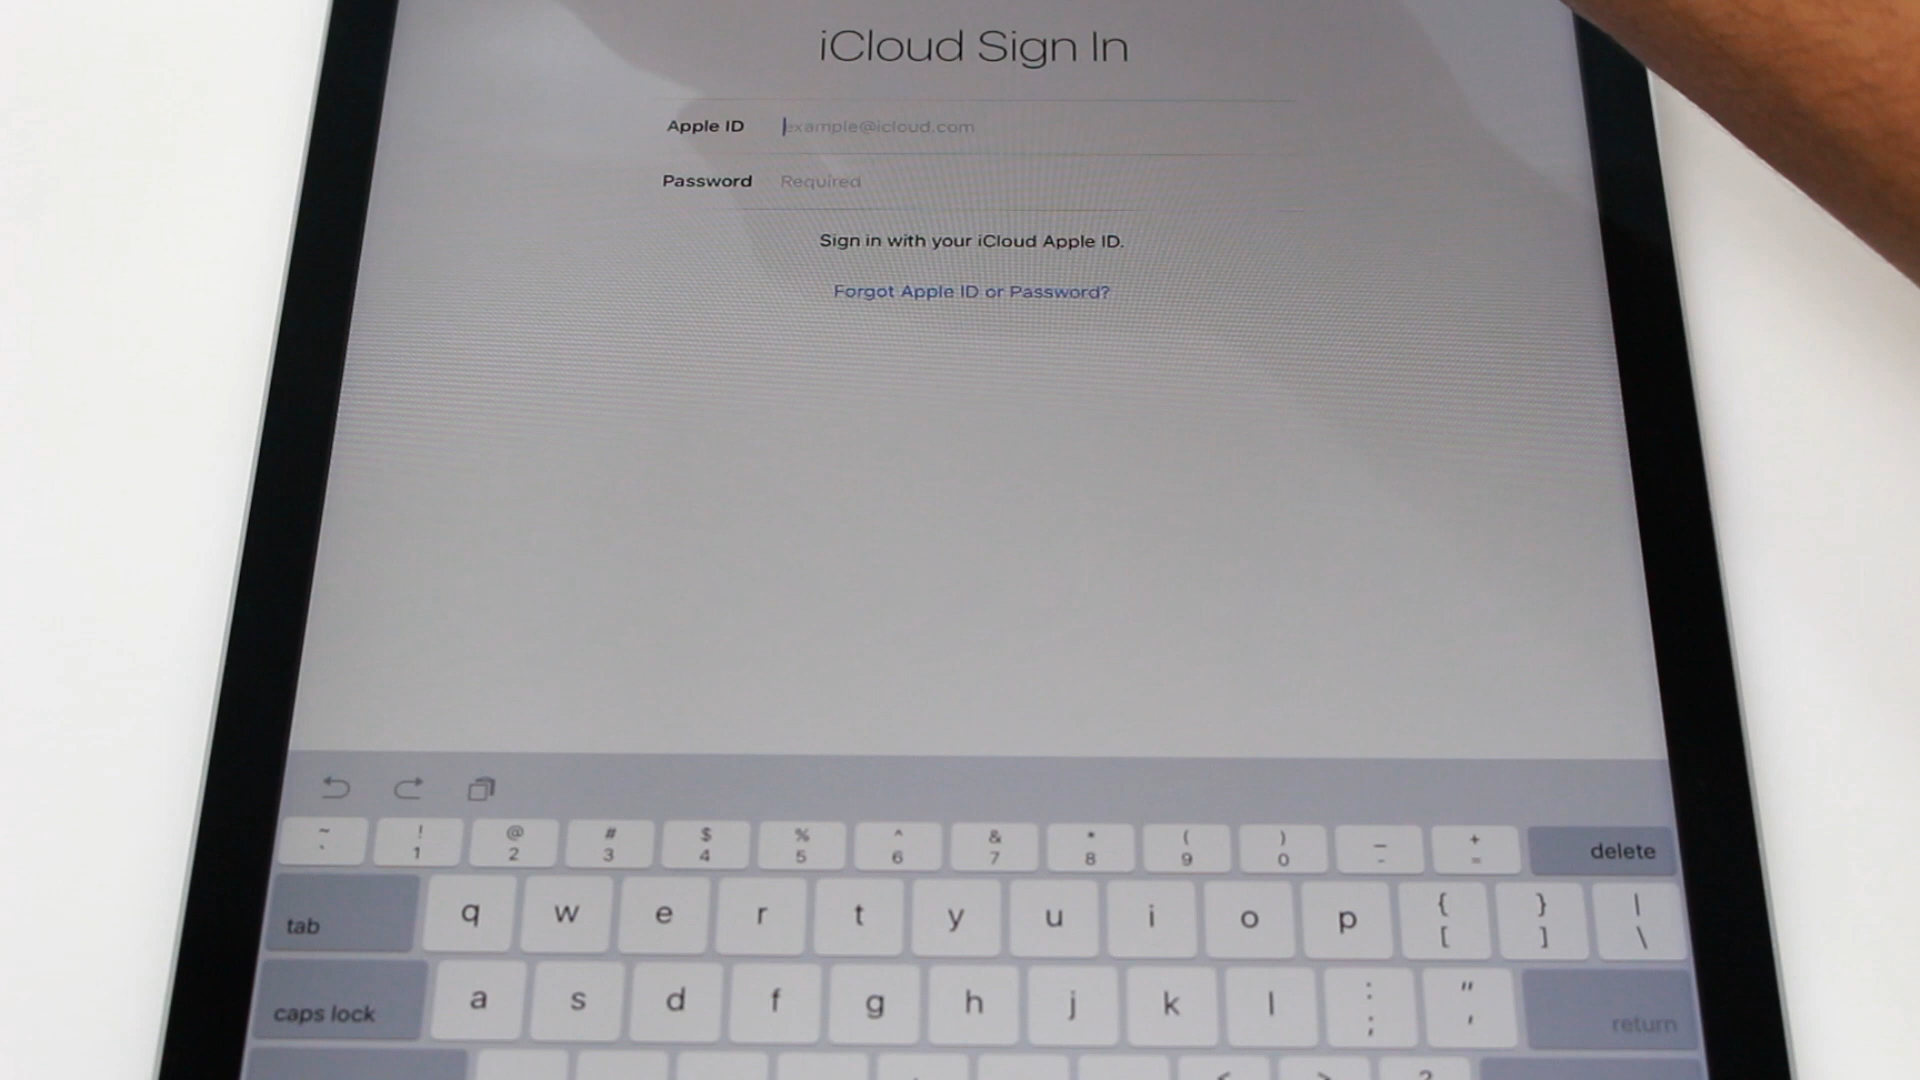 iCloud Sign In
Apple ID example@icloud.com
Password Required
Sign in with your iCloud Apple ID.
Forgot Apple ID or Password?
~ ! @ # $ % ^ & * ( ) _ +
` 1 2 3 4 5 6 7 8 9 0 - = delete
{ } |
tab q w e r t y u i o p [ ] \
: "
caps lock a s d f g h j k l ; ' return
< > ?